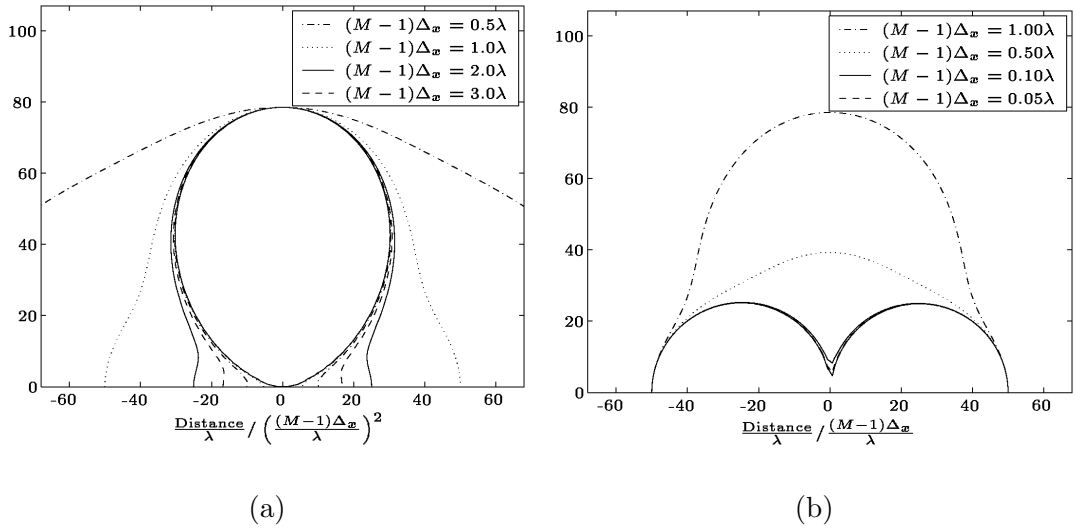 (M − 1)Δx = 0.5λ
(M − 1)Δx = 1.0λ
(M − 1)Δx = 2.0λ
(M − 1)Δx = 3.0λ
100
80
60
40
20
0
-60 -40 -20 0 20 40 60
Distance/λ / ((M−1)Δx/λ)²
(a)
(M − 1)Δx = 1.00λ
(M − 1)Δx = 0.50λ
(M − 1)Δx = 0.10λ
(M − 1)Δx = 0.05λ
100
80
60
40
20
0
-60 -40 -20 0 20 40 60
Distance/λ / (M−1)Δx/λ
(b)